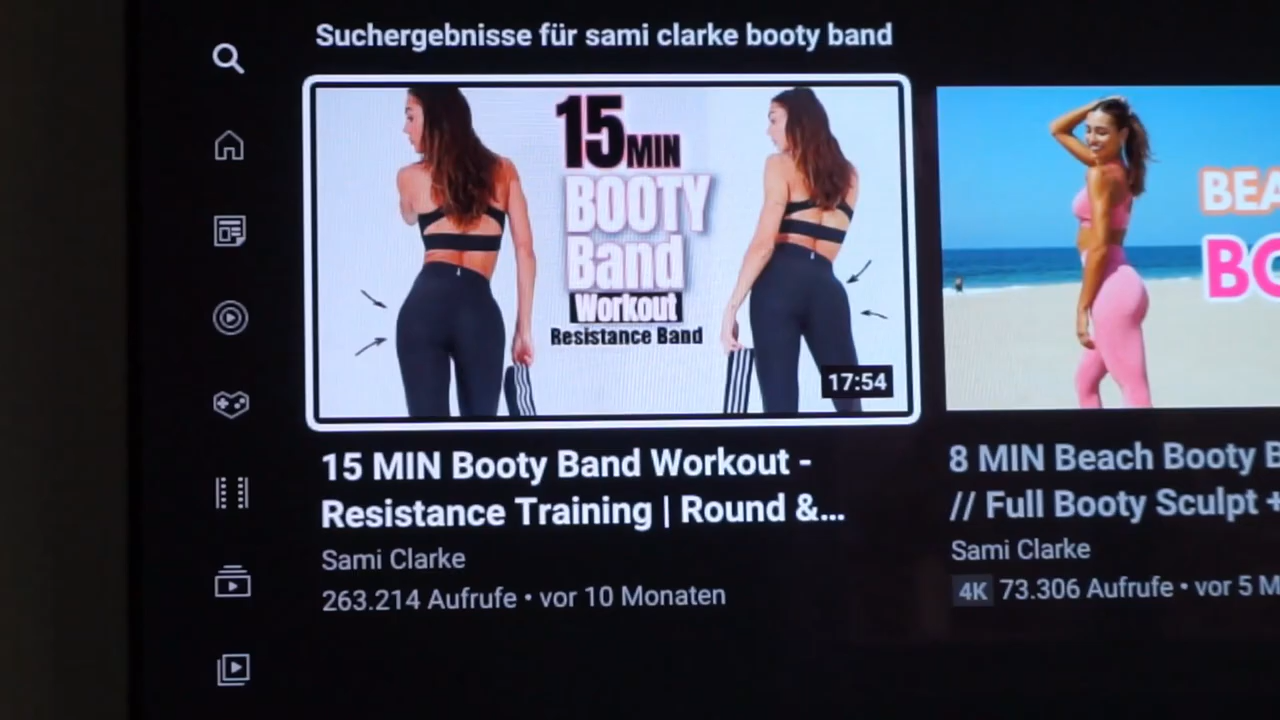 Suchergebnisse für sami clarke booty band
15 MIN
BOOTY
Band
Workout
Resistance Band
17:54
BEA
BO
15 MIN Booty Band Workout -
Resistance Training | Round &...
Sami Clarke
263.214 Aufrufe • vor 10 Monaten
8 MIN Beach Booty B
// Full Booty Sculpt +
Sami Clarke
4K 73.306 Aufrufe • vor 5 M